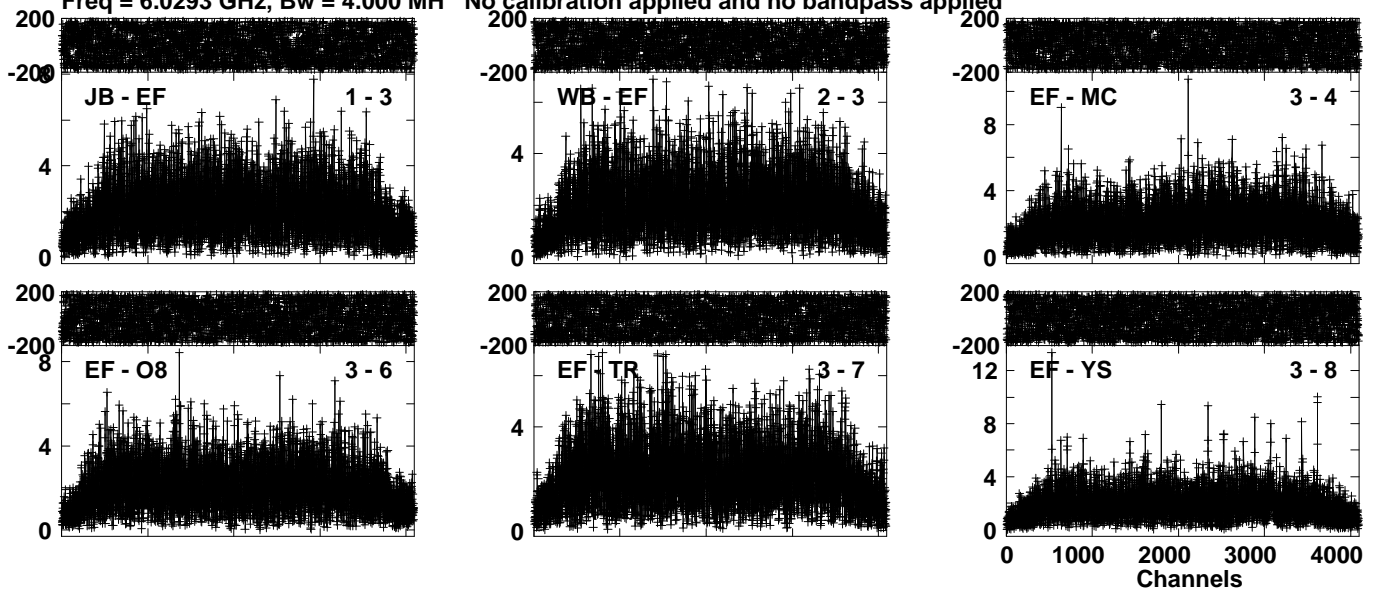 Freq = 6.0293 GHz, Bw = 4.000 MH No calibration applied and no bandpass applied
200 200 200
-200 -200 -200
8
JB - EF 1 - 3 WB - EF 2 - 3 EF - MC 3 - 4
8
4 4 4
0 0 0
200 200 200
-200 -200 -200
8 EF - O8 3 - 6 EF - TR 3 - 7 12 EF - YS 3 - 8
8
4 4 4
0 0 0
0 1000 2000 3000 4000
Channels